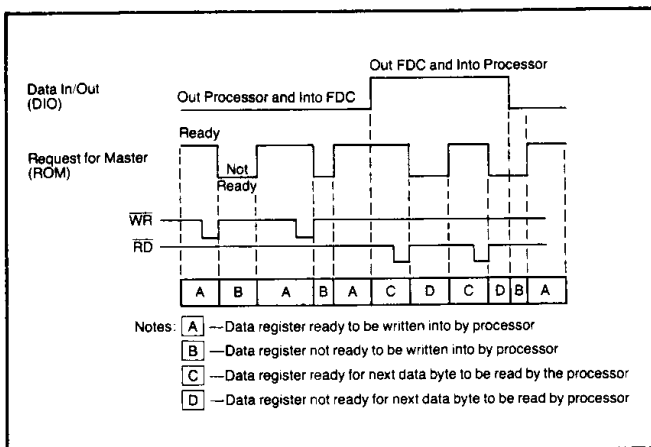 Out FDC and Into Processor
Data In/Out
(DIO)
Out Processor and Into FDC
Ready
Request for Master
(ROM)
Not
Ready
WR
RD
A B A B A C D C D B A
Notes: A —Data register ready to be written into by processor
B —Data register not ready to be written into by processor
C —Data register ready for next data byte to be read by the processor
D —Data register not ready for next data byte to be read by processor